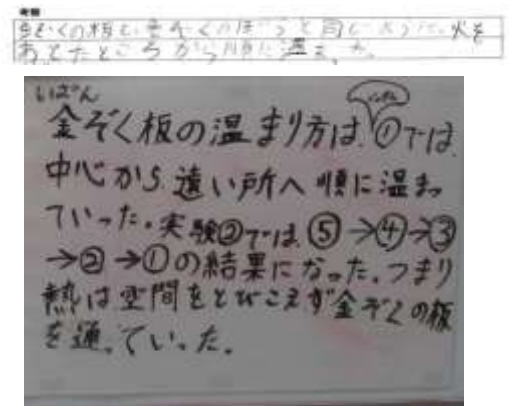 考察
金ぞくの板も、金ぞくのぼうと同じように、火を
あてたところから順に温まった。
いはん
金ぞく板の温まり方は、①では、
中心から遠い所へ順に温まっ
ていった。実験②では⑤→④→③
→②→①の結果になった。つまり
熱は空間をとびこえず金ぞくの板
を通っていった。